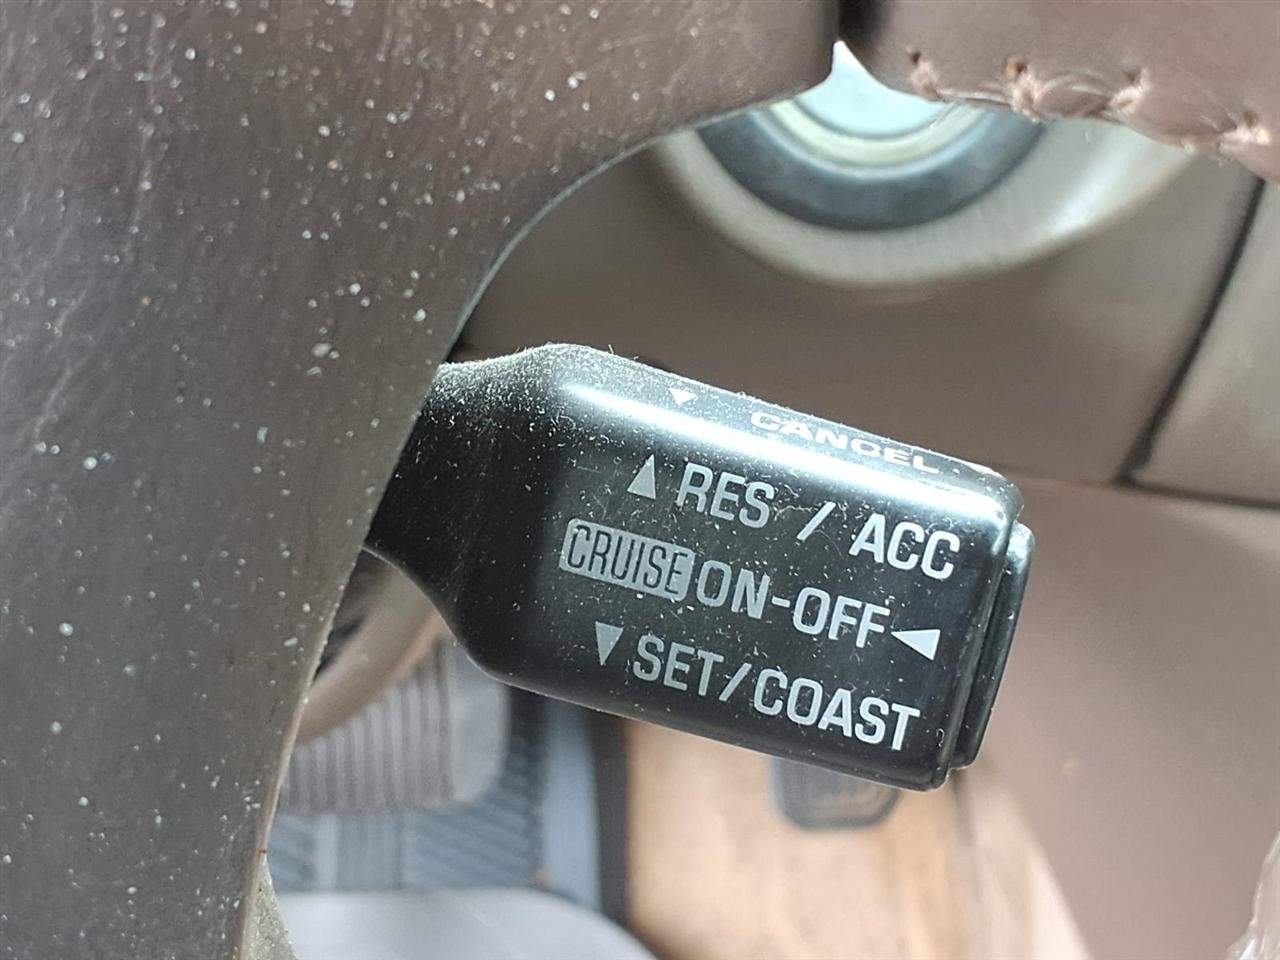 CANCEL
RES / ACC
CRUISE ON-OFF
SET/COAST